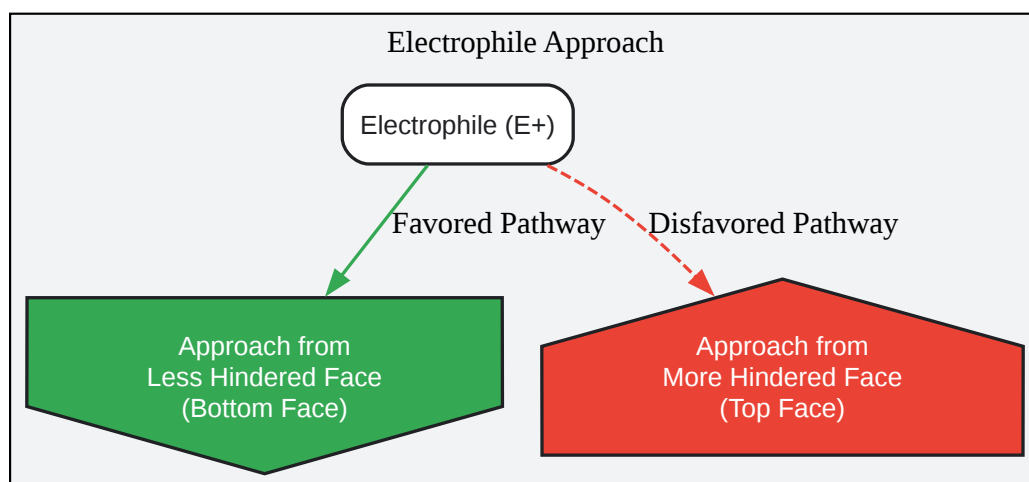 Electrophile Approach
Electrophile (E+)
Favored Pathway
Disfavored Pathway
Approach from
Less Hindered Face
(Bottom Face)
Approach from
More Hindered Face
(Top Face)